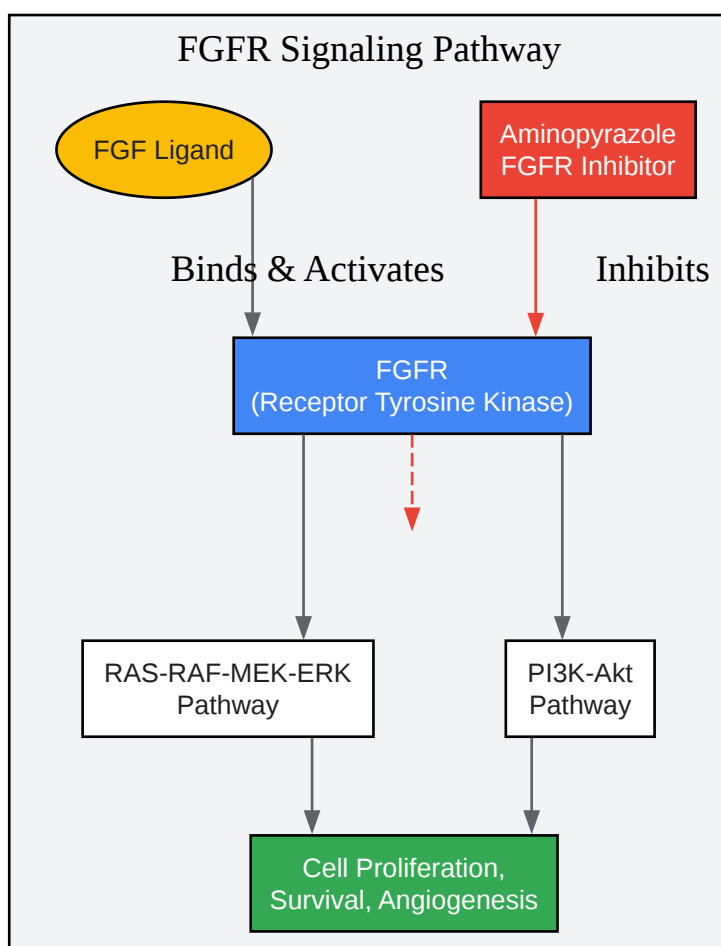 FGFR Signaling Pathway
FGF Ligand
Aminopyrazole
FGFR Inhibitor
Binds & Activates
Inhibits
FGFR
(Receptor Tyrosine Kinase)
RAS-RAF-MEK-ERK
Pathway
PI3K-Akt
Pathway
Cell Proliferation,
Survival, Angiogenesis